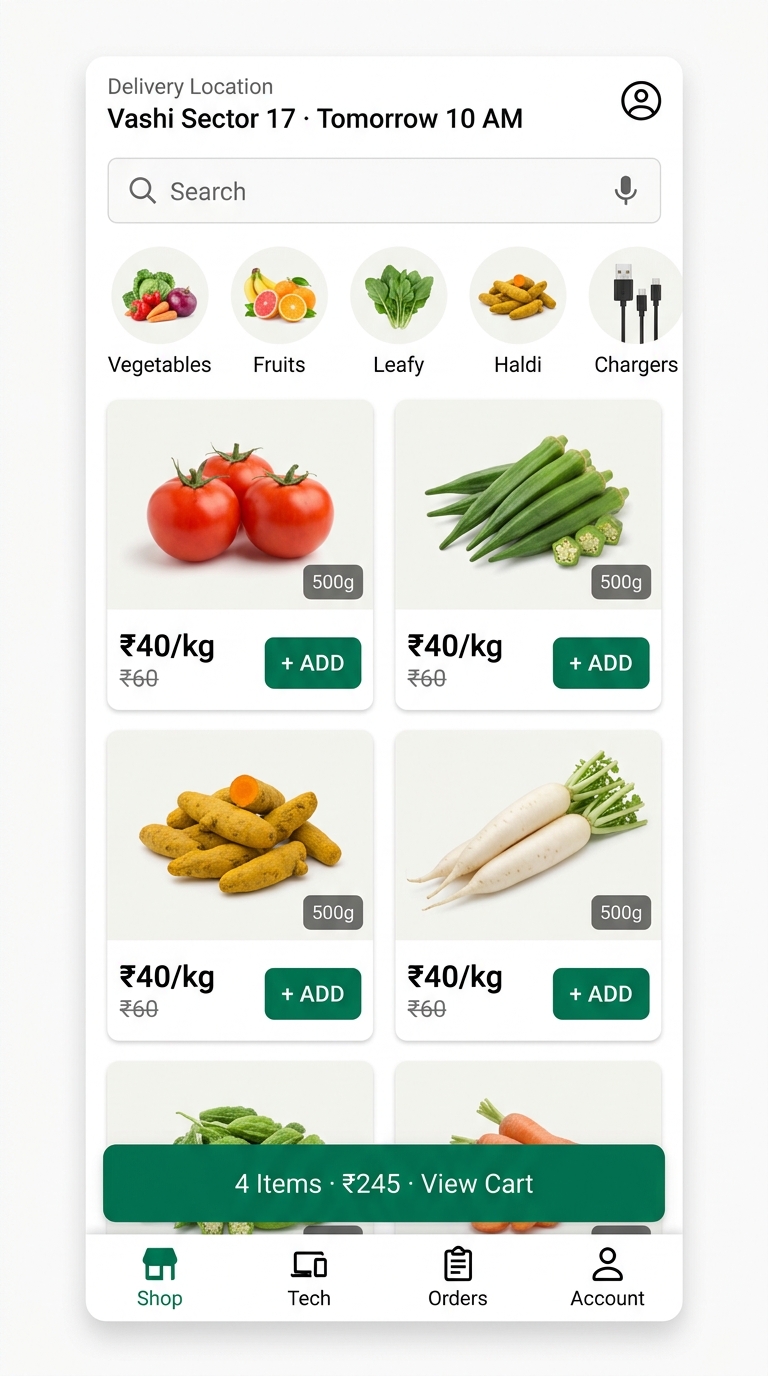 Delivery Location
Vashi Sector 17 · Tomorrow 10 AM
Search
Vegetables
Fruits
Leafy
Haldi
Chargers
500g
500g
₹40/kg
₹60
+ ADD
₹40/kg
₹60
+ ADD
500g
500g
₹40/kg
₹60
+ ADD
₹40/kg
₹60
+ ADD
4 Items · ₹245 · View Cart
Shop
Tech
Orders
Account